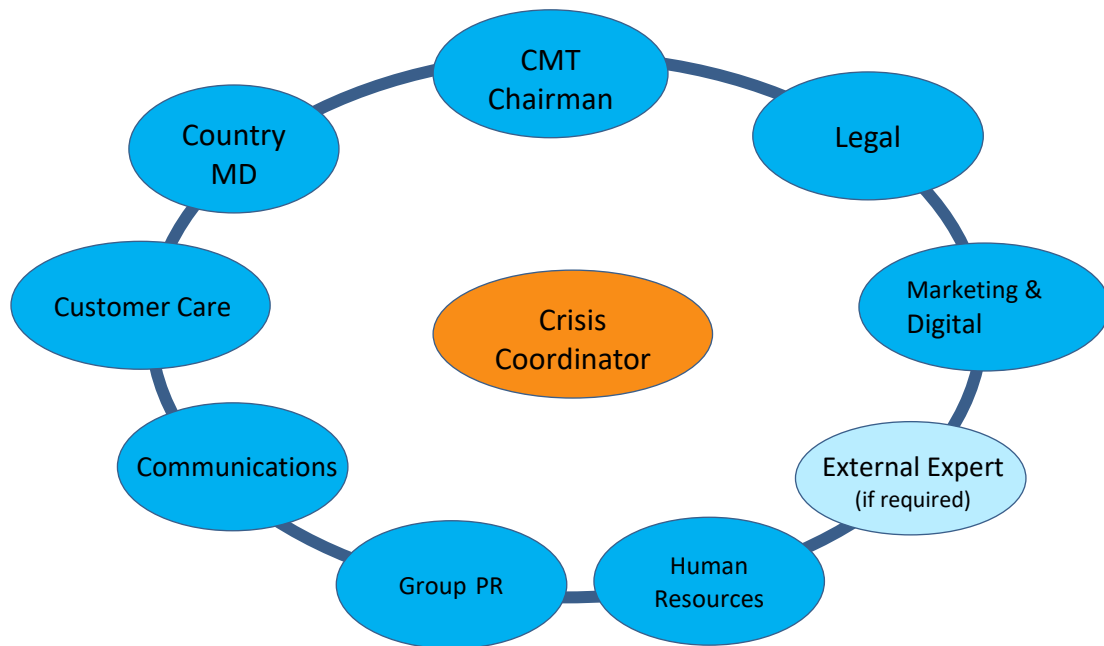 CMT
Chairman
Country
MD
Legal
Customer Care
Marketing &
Digital
Crisis
Coordinator
Communications
External Expert
(if required)
Group PR
Human
Resources